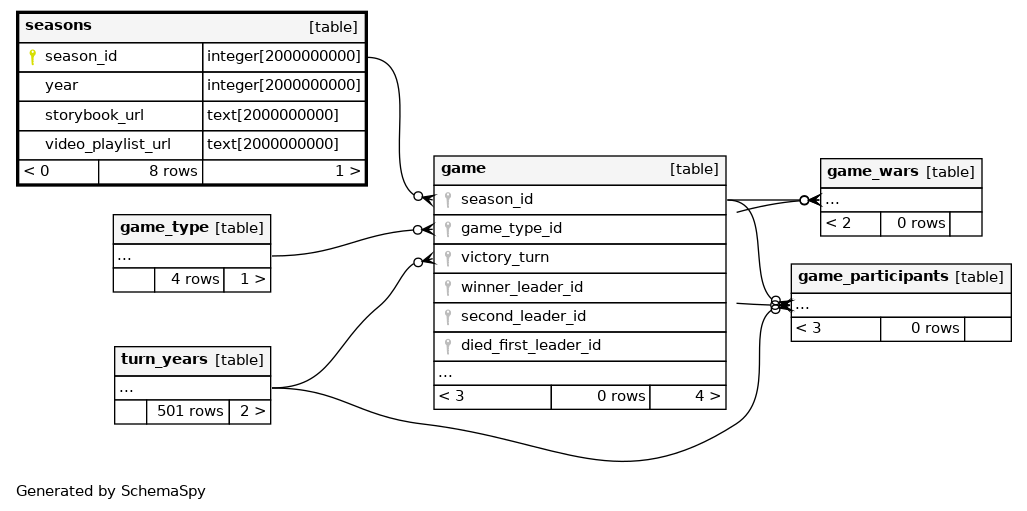 seasons [table]
season_id integer[2000000000]
year integer[2000000000]
storybook_url text[2000000000]
video_playlist_url text[2000000000]
< 0 8 rows 1 >
game_type [table]
...
4 rows 1 >
turn_years [table]
...
501 rows 2 >
game [table]
season_id
game_type_id
victory_turn
winner_leader_id
second_leader_id
died_first_leader_id
...
< 3 0 rows 4 >
game_wars [table]
...
< 2 0 rows
game_participants [table]
...
< 3 0 rows
Generated by SchemaSpy